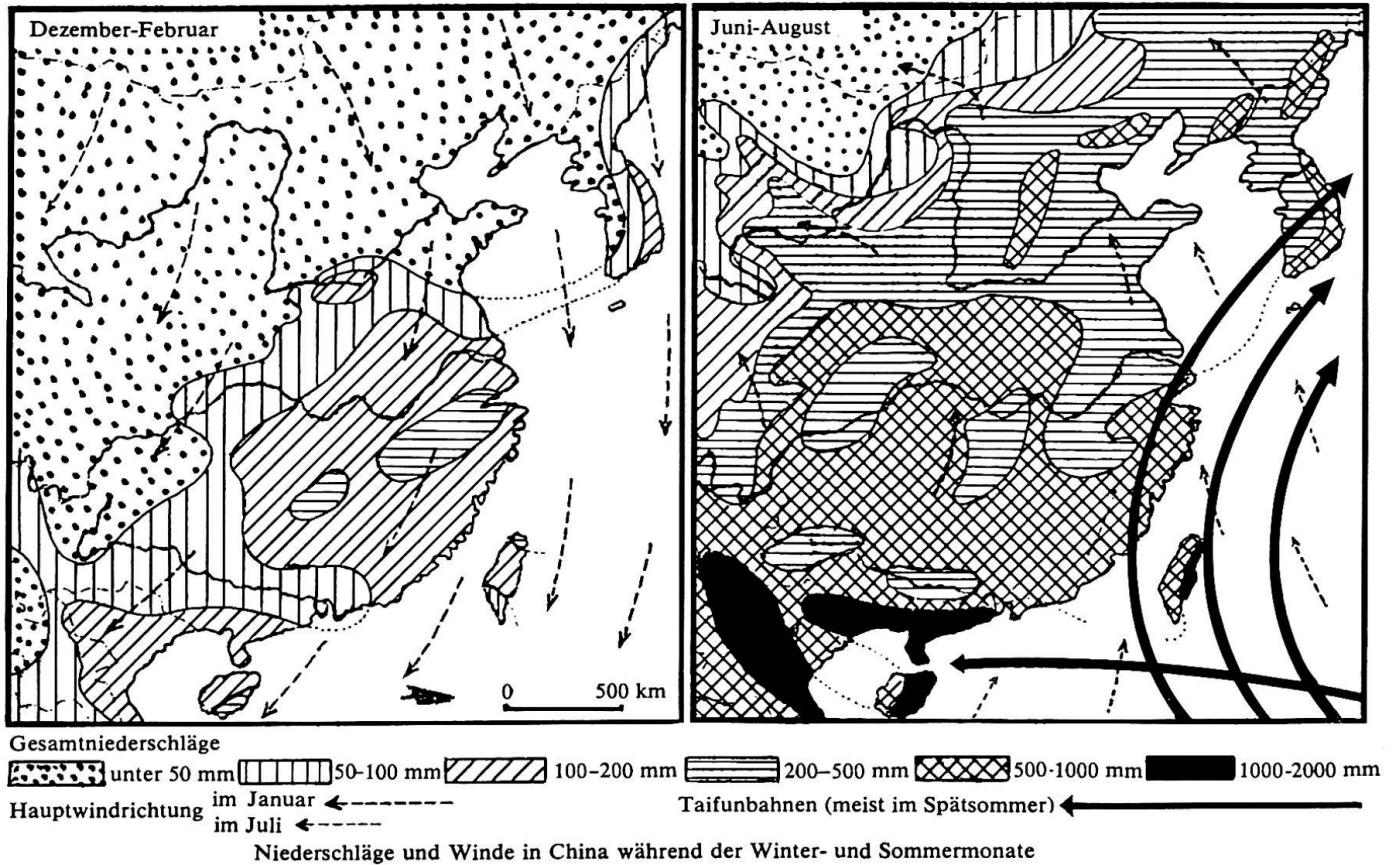 Dezember-Februar
Juni-August
0 500 km
Gesamtniederschläge
unter 50 mm 50-100 mm 100-200 mm 200–500 mm 500-1000 mm 1000-2000 mm
Hauptwindrichtung im Januar Taifunbahnen (meist im Spätsommer)
im Juli
Niederschläge und Winde in China während der Winter- und Sommermonate